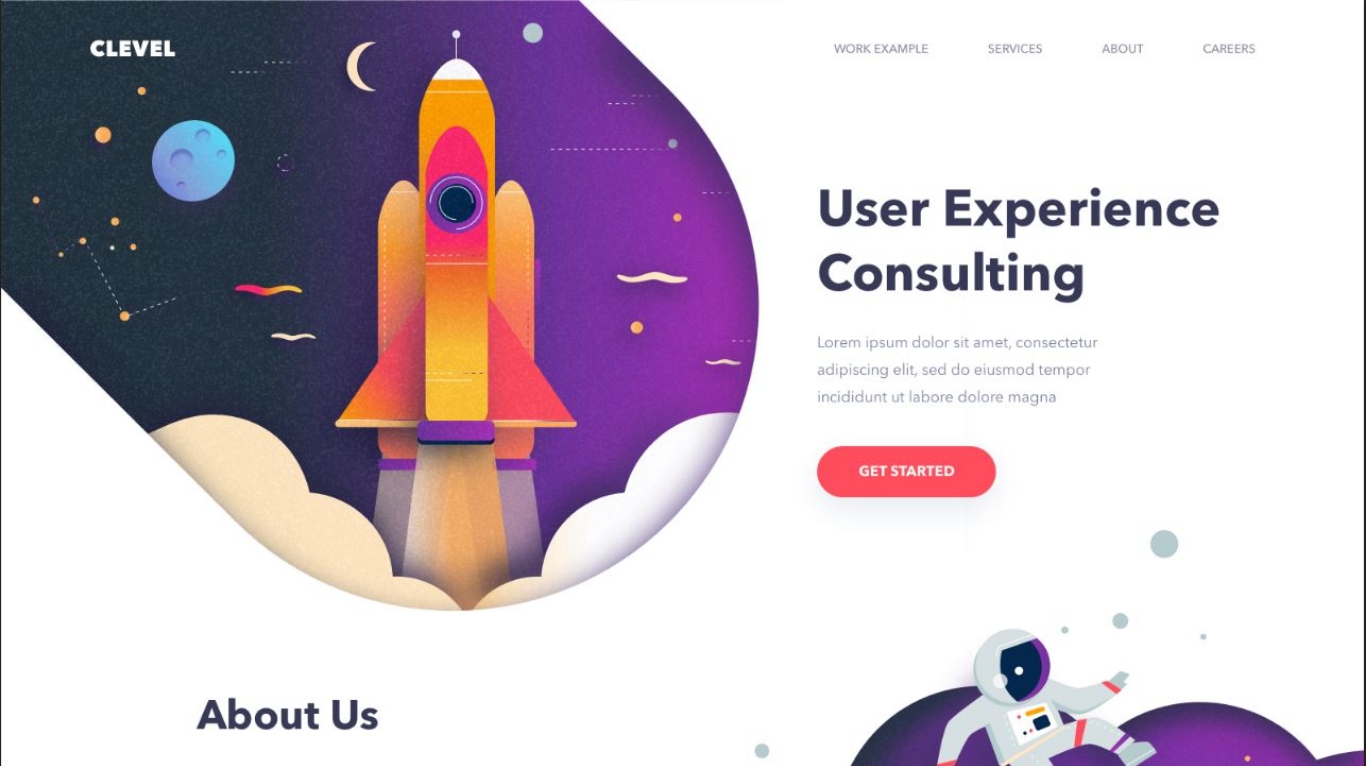 CLEVEL
WORK EXAMPLE
SERVICES
ABOUT
CAREERS
User Experience
Consulting
Lorem ipsum dolor sit amet, consectetur
adipiscing elit, sed do eiusmod tempor
incididunt ut labore dolore magna
GET STARTED
About Us